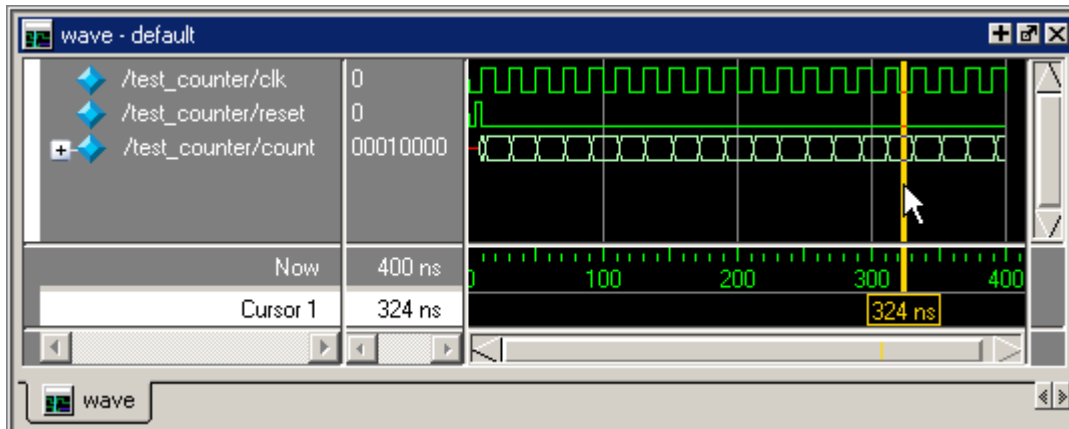 wave - default
/test_counter/clk 0
/test_counter/reset 0
/test_counter/count 00010000
Now 400 ns 0 100 200 300 400
Cursor 1 324 ns 324 ns
wave